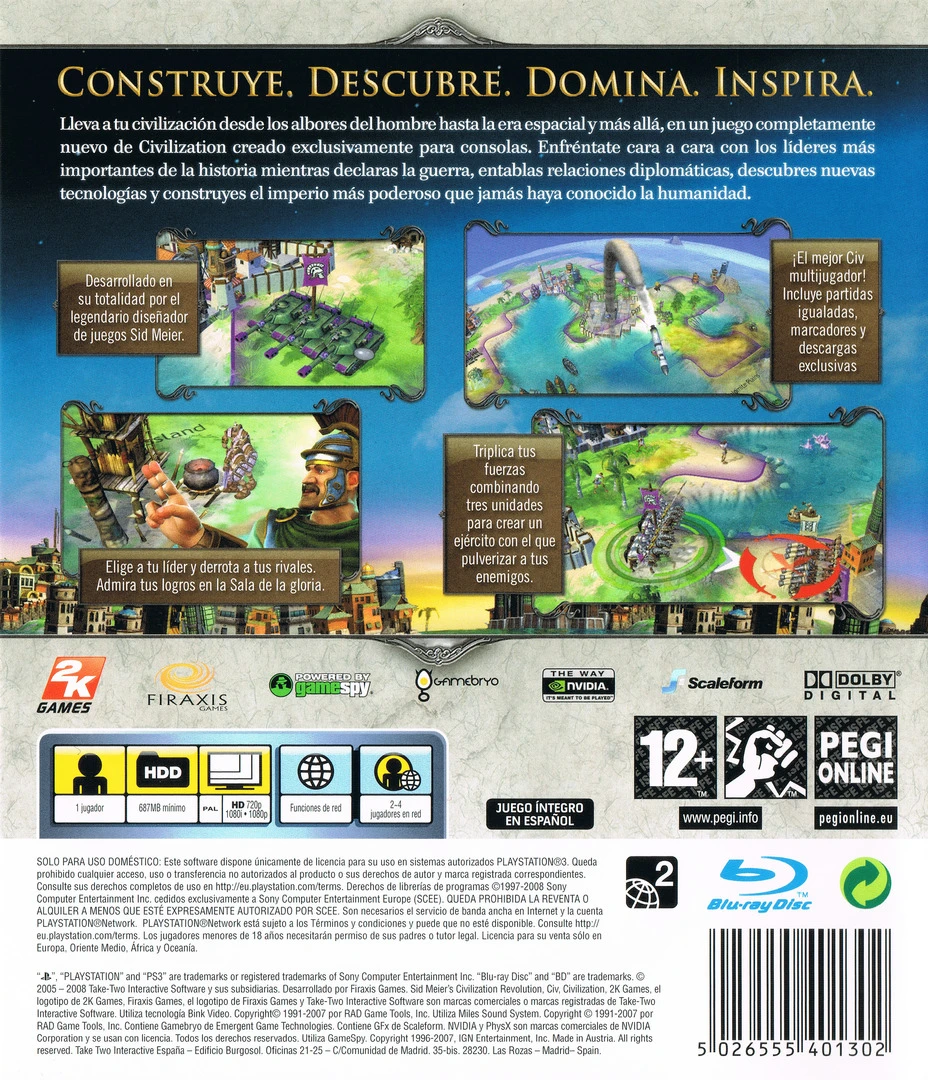 CONSTRUYE. DESCUBRE. DOMINA. INSPIRA.
Lleva a tu civilización desde los albores del hombre hasta la era espacial y más allá, en un juego completamente
nuevo de Civilization creado exclusivamente para consolas. Enfréntate cara a cara con los líderes más
importantes de la historia mientras declaras la guerra, entablas relaciones diplomáticas, descubres nuevas
tecnologías y construyes el imperio más poderoso que jamás haya conocido la humanidad.
Desarrollado en
su totalidad por el
legendario diseñador
de juegos Sid Meier.
¡El mejor Civ
multijugador!
Incluye partidas
igualadas,
marcadores y
descargas
exclusivas
island
Elige a tu líder y derrota a tus rivales.
Admira tus logros en la Sala de la gloria.
Triplica tus
fuerzas
combinando
tres unidades
para crear un
ejército con el que
pulverizar a tus
enemigos.
2K
GAMES
FIRAXIS
GAMES
POWERED BY
gamespy
GAMEBRYO
THE WAY
NVIDIA.
IT'S MEANT TO BE PLAYED
Scaleform
DOLBY®
DIGITAL
HDD
1 jugador
687MB mínimo
PAL
HD 720p
1080i • 1080p
Funciones de red
2–4
jugadores en red
JUEGO ÍNTEGRO
EN ESPAÑOL
12+
TM
TM
PEGI
ONLINE
www.pegi.info
pegionline.eu
SOLO PARA USO DOMÉSTICO: Este software dispone únicamente de licencia para su uso en sistemas autorizados PLAYSTATION®3. Queda
prohibido cualquier acceso, uso o transferencia no autorizados al producto o sus derechos de autor y marca registrada correspondientes.
Consulte sus derechos completos de uso en http://eu.playstation.com/terms. Derechos de librerías de programas ©1997-2008 Sony
Computer Entertainment Inc. cedidos exclusivamente a Sony Computer Entertainment Europe (SCEE). QUEDA PROHIBIDO LA REVENTA O
ALQUILER A MENOS QUE ESTÉ EXPRESAMENTE AUTORIZADO POR SCEE. Son necesarios el servicio de banda ancha en Internet y la cuenta
PLAYSTATION®Network. PLAYSTATION®Network está sujeto a los Términos y condiciones y puede que no esté disponible. Consulte http://
eu.playstation.com/terms. Los jugadores menores de 18 años necesitarán permiso de sus padres o tutor legal. Licencia para su venta sólo en
Europa, Oriente Medio, África y Oceanía.
2
Blu-ray Disc
TM
“ ”, “PLAYSTATION” and “PS3” are trademarks or registered trademarks of Sony Computer Entertainment Inc. “Blu-ray Disc” and “BD” are trademarks. ©
2005 – 2008 Take-Two Interactive Software y sus subsidiarias. Desarrollado por Firaxis Games. Sid Meier's Civilization Revolution, Civ, Civilization, 2K Games, el
logotipo de 2K Games, Firaxis Games, el logotipo de Firaxis Games y Take-Two Interactive Software son marcas comerciales o marcas registradas de Take-Two
Interactive Software. Utiliza tecnología Bink Video. Copyright© 1991-2007 por RAD Game Tools, Inc. Utiliza Miles Sound System. Copyright © 1991-2007 por
RAD Game Tools, Inc. Contiene Gamebryo de Emergent Game Technologies. Contiene GFx de Scaleform. NVIDIA y PhysX son marcas comerciales de NVIDIA
Corporation y se usan con licencia. Todos los derechos reservados. Utiliza GameSpy. Copyright 1996-2007, IGN Entertainment, Inc. Made in Austria. All rights
reserved. Take Two Interactive España – Edificio Burgosol. Oficinas 21-25 – C/Comunidad de Madrid. 35-bis. 28230. Las Rozas – Madrid– Spain.
5 026555 401302